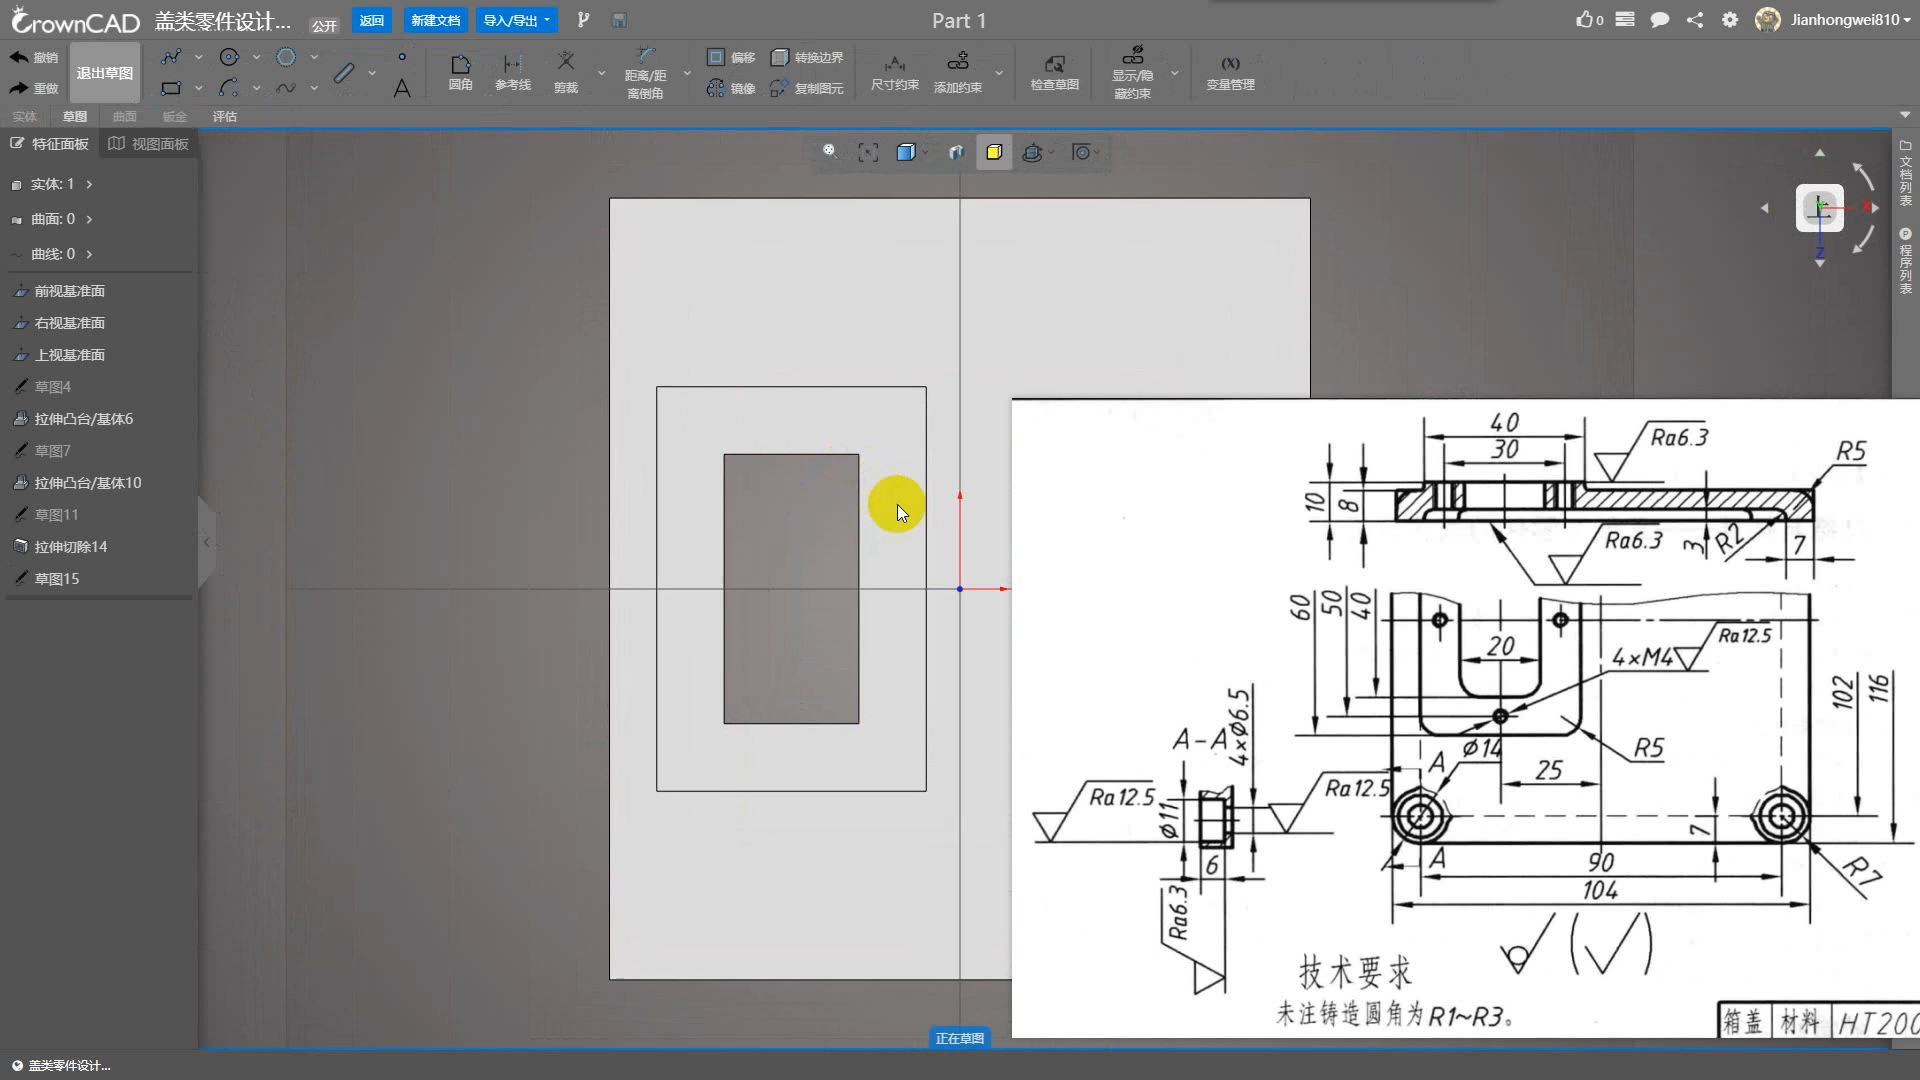 CrownCAD
盖类零件设计...
公开
返回
新建文档
导入/导出
Part 1
0
Jianhongwei810
撤销
重做
退出草图
圆角
参考线
剪裁
距离/距
离倒角
偏移
转换边界
镜像
复制图元
尺寸约束
添加约束
检查草图
显示/隐
藏约束
(X)
变量管理
实体
草图
曲面
钣金
评估
特征面板
视图面板
实体: 1
曲面: 0
曲线: 0
前视基准面
右视基准面
上视基准面
草图4
拉伸凸台/基体6
草图7
拉伸凸台/基体10
草图11
拉伸切除14
草图15
上
X
Y
Z
文档列表
程序列表
40
30
Ra6.3
R5
10
8
Ra6.3
3
R2
7
60
50
40
20
4×M4
Ra12.5
102
116
A-A
4×Ø6.5
Ø14
R5
A
25
Ra12.5
Ø11
Ra12.5
6
7
A
90
104
R7
Ra6.3
技术要求
未注铸造圆角为R1~R3。
箱盖
材料
HT200
正在草图
盖类零件设计...